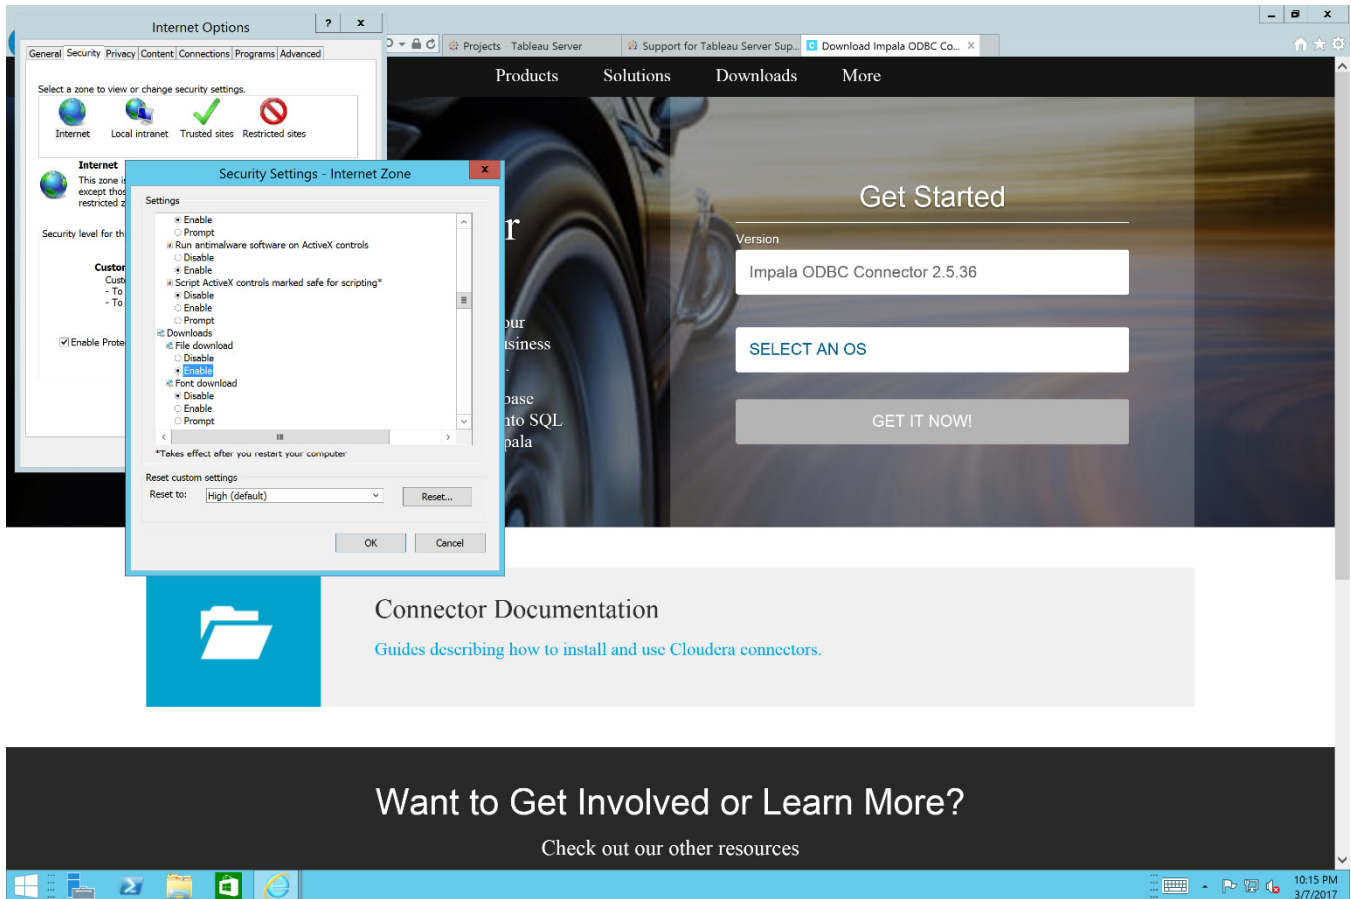 Internet Options
? x
General Security Privacy Content Connections Programs Advanced
Select a zone to view or change security settings.
Internet Local intranet Trusted sites Restricted sites
Internet
This zone is
except thos
restricted z
Security level for th
Custor
Cust
- To
- To
Enable Prote
Security Settings - Internet Zone
x
Settings
Enable
Prompt
Run antimalware software on ActiveX controls
Disable
Enable
Script ActiveX controls marked safe for scripting*
Disable
Enable
Prompt
Downloads
File download
Disable
Enable
Font download
Disable
Enable
Prompt
*Takes effect after you restart your computer
Reset custom settings
Reset to: High (default) Reset...
OK Cancel
Projects Tableau Server
Support for Tableau Server Sup...
C Download Impala ODBC Co... x
Products Solutions Downloads More
r
our
usiness
.
base
nto SQL
pala
Get Started
Version
Impala ODBC Connector 2.5.36
SELECT AN OS
GET IT NOW!
Connector Documentation
Guides describing how to install and use Cloudera connectors.
Want to Get Involved or Learn More?
Check out our other resources
10:15 PM
3/7/2017